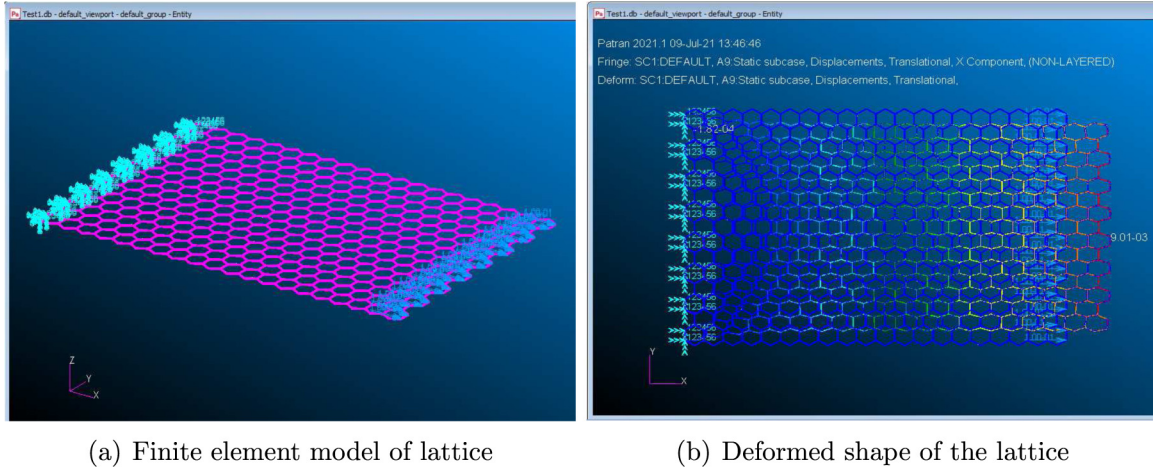 Test1.db - default_viewport - default_group - Entity
Z
Y
X
Test1.db - default_viewport - default_group - Entity
Patran 2021.1 09-Jul-21 13:46:46
Fringe: SC1:DEFAULT, A9:Static subcase, Displacements, Translational, X Component, (NON-LAYERED)
Deform: SC1:DEFAULT, A9:Static subcase, Displacements, Translational,
9.01-03
Y
X
(a) Finite element model of lattice
(b) Deformed shape of the lattice